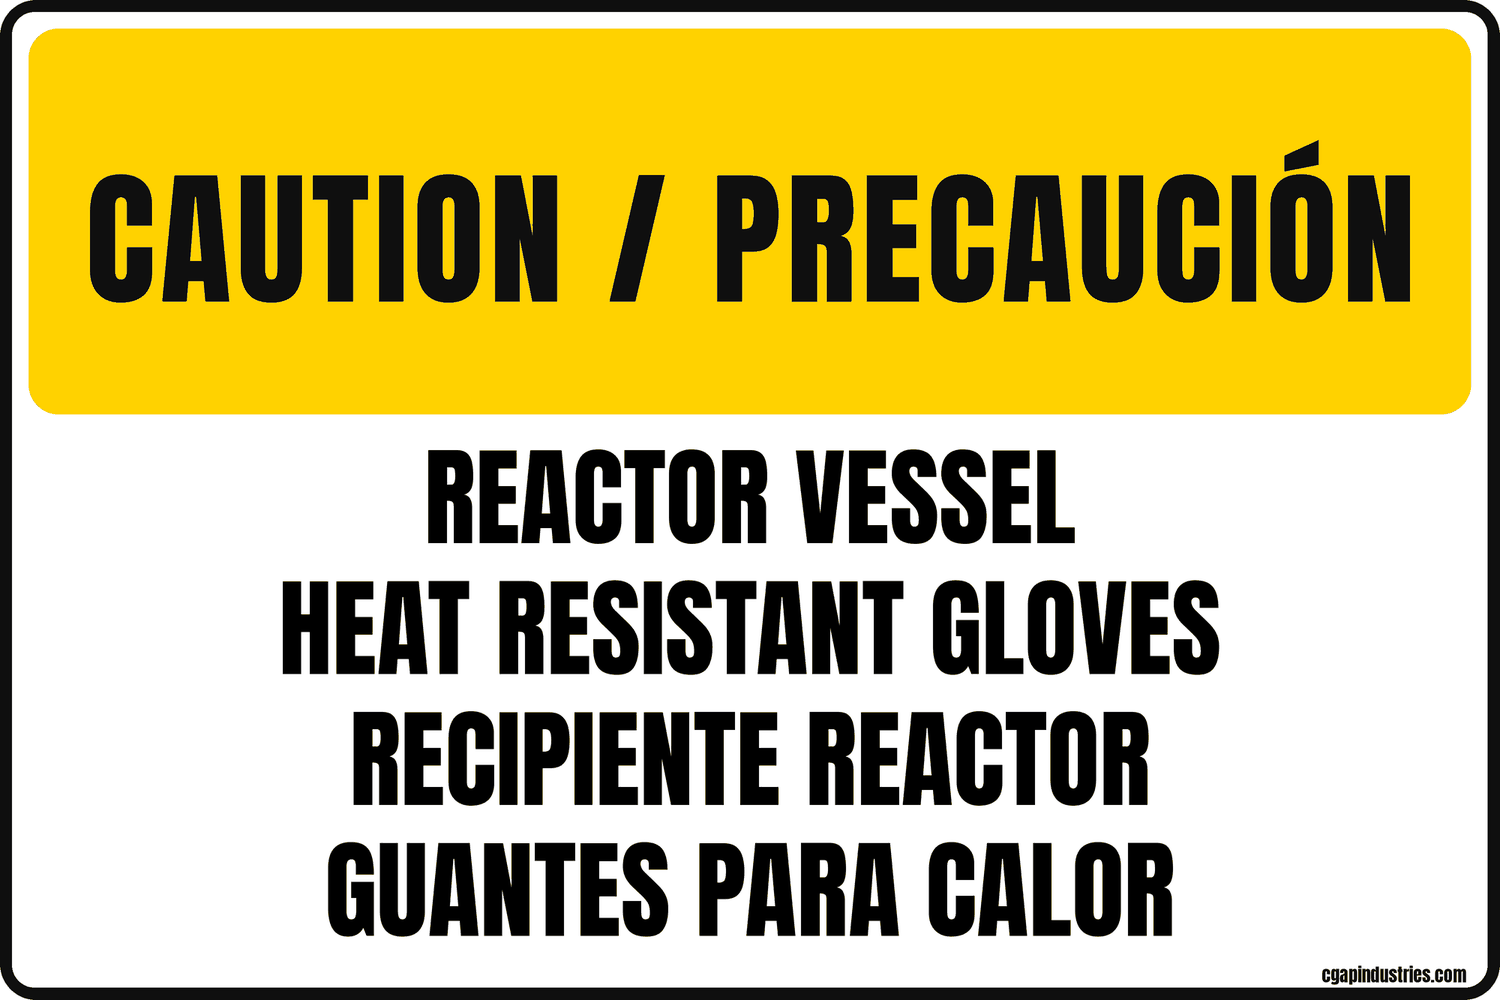 CAUTION / PRECAUCIÓN
REACTOR VESSEL
HEAT RESISTANT GLOVES
RECIPIENTE REACTOR
GUANTES PARA CALOR
cgapindustries.com